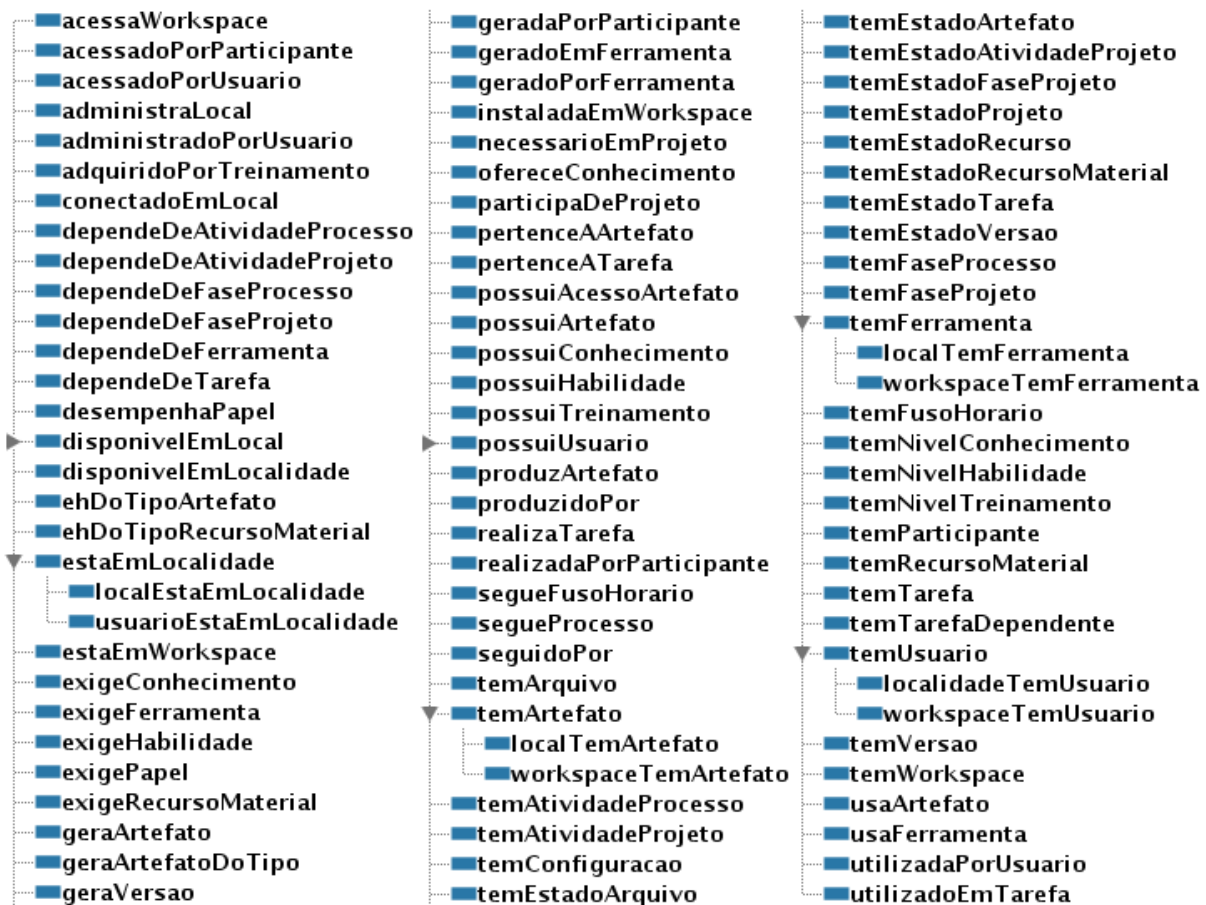 acessaWorkspace
acessadoPorParticipante
acessadoPorUsuario
administraLocal
administradoPorUsuario
adquiridoPorTreinamento
conectadoEmLocal
dependeDeAtividadeProcesso
dependeDeAtividadeProjeto
dependeDeFaseProcesso
dependeDeFaseProjeto
dependeDeFerramenta
dependeDeTarefa
desempenhaPapel
disponivelEmLocal
disponivelEmLocalidade
ehDoTipoArtefato
ehDoTipoRecursoMaterial
estaEmLocalidade
localEstaEmLocalidade
usuarioEstaEmLocalidade
estaEmWorkspace
exigeConhecimento
exigeFerramenta
exigeHabilidade
exigePapel
exigeRecursoMaterial
geraArtefato
geraArtefatoDoTipo
geraVersao
geradaPorParticipante
geradoEmFerramenta
geradoPorFerramenta
instaladaEmWorkspace
necessarioEmProjeto
ofereceConhecimento
participaDeProjeto
pertenceAArtefato
pertenceATarefa
possuiAcessoArtefato
possuiArtefato
possuiConhecimento
possuiHabilidade
possuiTreinamento
possuiUsuario
produzArtefato
produzidoPor
realizaTarefa
realizadaPorParticipante
segueFusoHorario
segueProcesso
seguidoPor
temArquivo
temArtefato
localTemArtefato
workspaceTemArtefato
temAtividadeProcesso
temAtividadeProjeto
temConfiguracao
temEstadoArquivo
temEstadoArtefato
temEstadoAtividadeProjeto
temEstadoFaseProjeto
temEstadoProjeto
temEstadoRecurso
temEstadoRecursoMaterial
temEstadoTarefa
temEstadoVersao
temFaseProcesso
temFaseProjeto
temFerramenta
localTemFerramenta
workspaceTemFerramenta
temFusoHorario
temNivelConhecimento
temNivelHabilidade
temNivelTreinamento
temParticipante
temRecursoMaterial
temTarefa
temTarefaDependente
temUsuario
localidadeTemUsuario
workspaceTemUsuario
temVersao
temWorkspace
usaArtefato
usaFerramenta
utilizadaPorUsuario
utilizadoEmTarefa